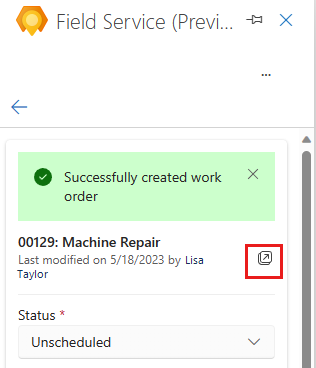 Field Service (Previ...
...
Successfully created work
order
00129: Machine Repair
Last modified on 5/18/2023 by Lisa
Taylor
Status *
Unscheduled